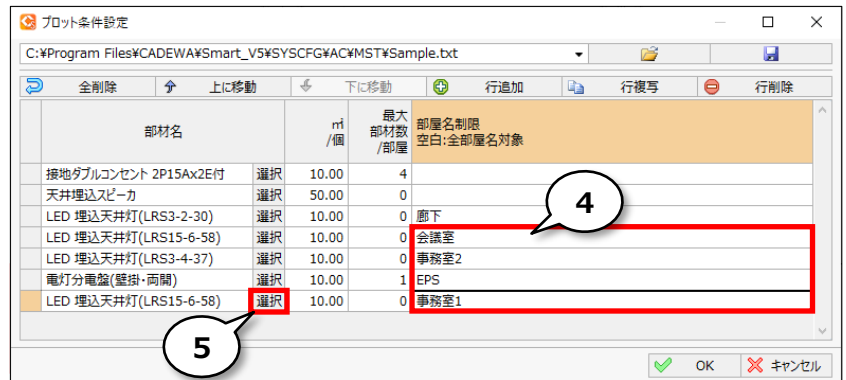 プロット条件設定
C:¥Program Files¥CADEWA¥Smart_V5¥SYSCFG¥AC¥MST¥Sample.txt
全削除 上に移動 下に移動 行追加 行複写 行削除
部材名 ㎡/個 最大部材数/部屋 部屋名制限 空白:全部屋名対象
接地ダブルコンセント 2P15Ax2E付 選択 10.00 4
天井埋込スピーカ 選択 50.00 0
LED 埋込天井灯(LRS3-2-30) 選択 10.00 0 廊下
LED 埋込天井灯(LRS15-6-58) 選択 10.00 0 会議室
LED 埋込天井灯(LRS3-4-37) 選択 10.00 0 事務室2
電灯分電盤(壁掛・両開) 選択 10.00 1 EPS
LED 埋込天井灯(LRS15-6-58) 選択 10.00 0 事務室1
4
5
OK キャンセル